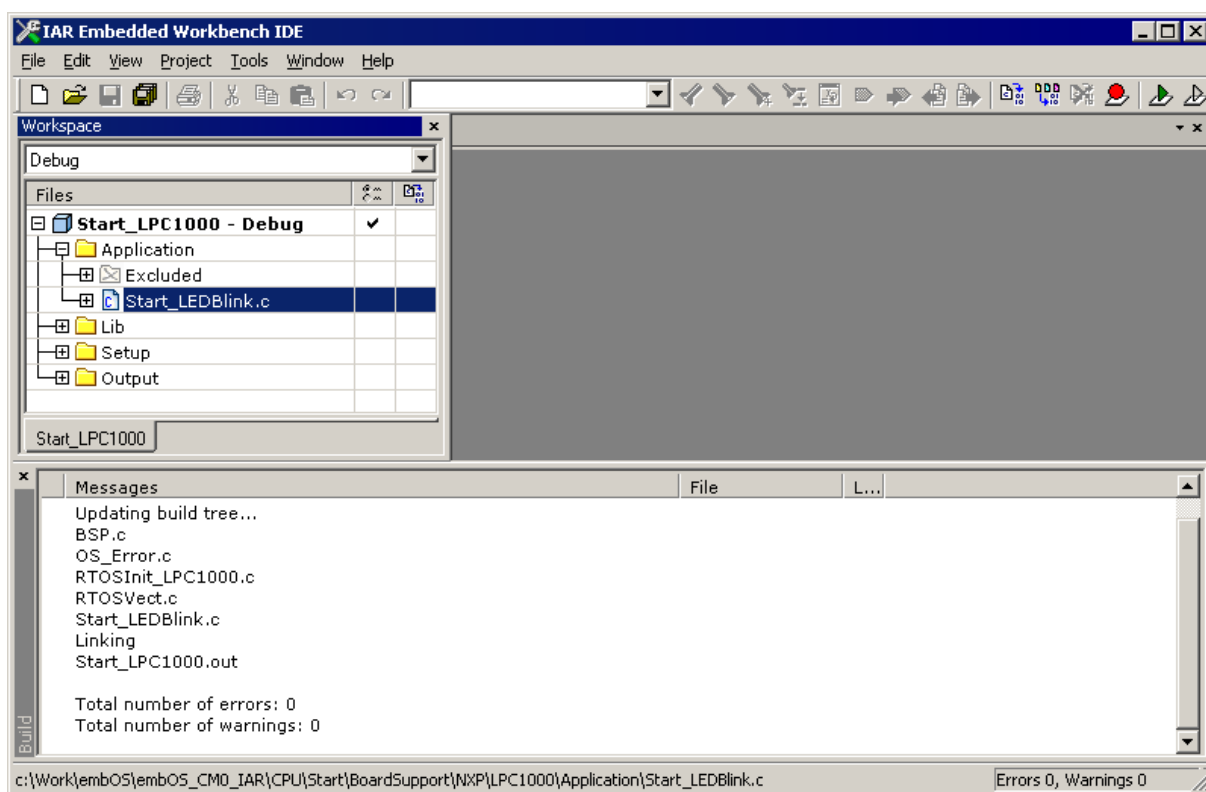 IAR Embedded Workbench IDE
File Edit View Project Tools Window Help
Workspace
Debug
Files
Start_LPC1000 - Debug
Application
Excluded
Start_LEDBlink.c
Lib
Setup
Output
Start_LPC1000
Messages File L...
Updating build tree...
BSP.c
OS_Error.c
RTOSInit_LPC1000.c
RTOSVect.c
Start_LEDBlink.c
Linking
Start_LPC1000.out
Total number of errors: 0
Total number of warnings: 0
Build
c:\Work\embOS\embOS_CM0_IAR\CPU\Start\BoardSupport\NXP\LPC1000\Application\Start_LEDBlink.c Errors 0, Warnings 0